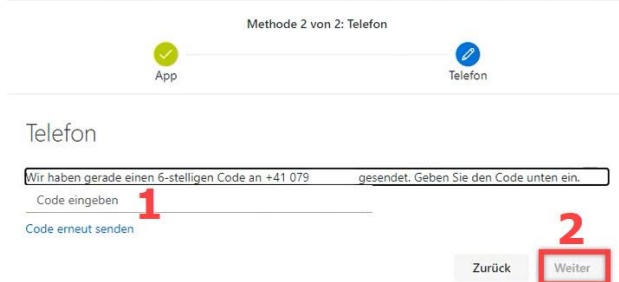 Methode 2 von 2: Telefon
App
Telefon
Telefon
Wir haben gerade einen 6-stelligen Code an +41 079 gesendet. Geben Sie den Code unten ein.
Code eingeben
1
Code erneut senden
2
Zurück
Weiter